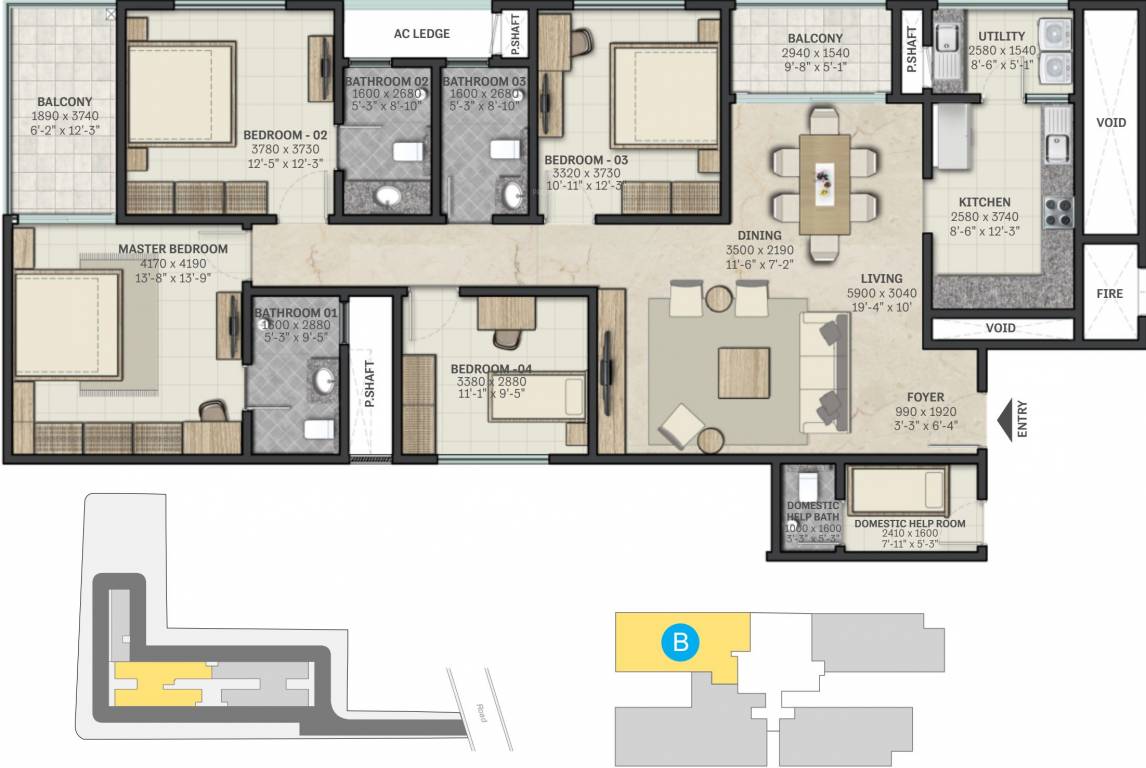 AC LEDGE
P.SHAFT
BALCONY
2940 x 1540
9'-8" x 5'-1"
P.SHAFT
UTILITY
2580 x 1540
8'-6" x 5'-1"
BALCONY
1890 x 3740
6'-2" x 12'-3"
BEDROOM - 02
3780 x 3730
12'-5" x 12'-3"
BATHROOM 02
1600 x 2680
5'-3" x 8'-10"
BATHROOM 03
1600 x 2680
5'-3" x 8'-10"
BEDROOM - 03
3320 x 3730
10'-11" x 12'-3"
VOID
KITCHEN
2580 x 3740
8'-6" x 12'-3"
MASTER BEDROOM
4170 x 4190
13'-8" x 13'-9"
DINING
3500 x 2190
11'-6" x 7'-2"
LIVING
5900 x 3040
19'-4" x 10'
FIRE
VOID
BATHROOM 01
1600 x 2880
5'-3" x 9'-5"
P.SHAFT
BEDROOM -04
3380 x 2880
11'-1" x 9'-5"
FOYER
990 x 1920
3'-3" x 6'-4"
ENTRY
DOMESTIC
HELP BATH
1000 x 1600
3'-3" x 5'-3"
DOMESTIC HELP ROOM
2410 x 1600
7'-11" x 5'-3"
B
Road